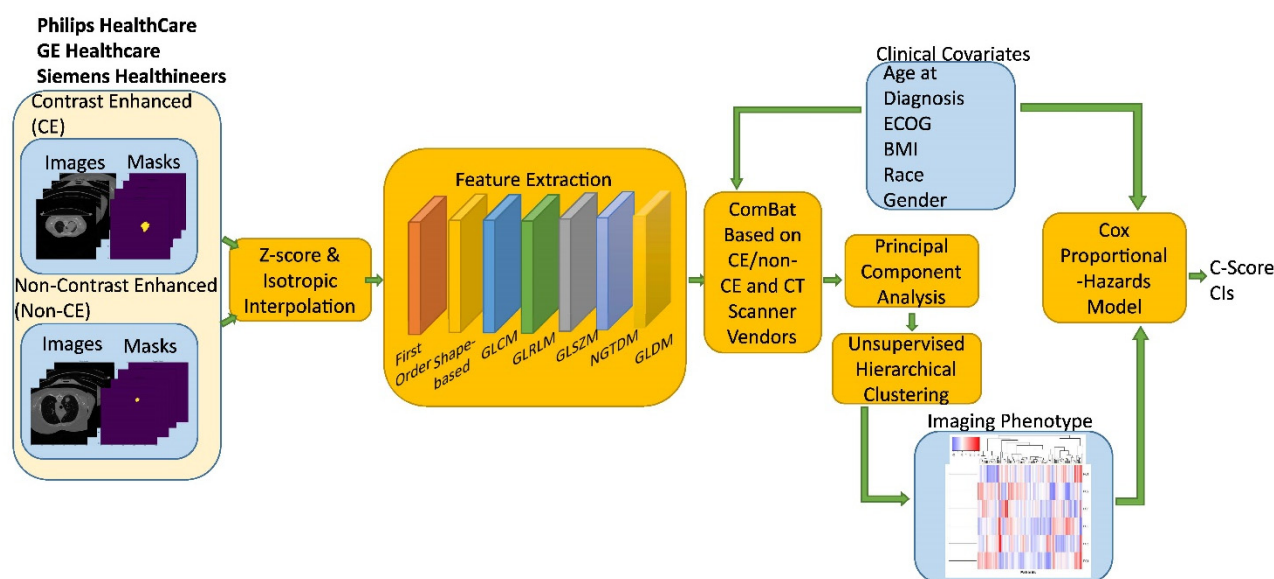 Philips HealthCare
GE Healthcare
Siemens Healthineers
Contrast Enhanced
(CE)
Images
Masks
Non-Contrast Enhanced
(Non-CE)
Images
Masks
Z-score &
Isotropic
Interpolation
Feature Extraction
First
Order
Shape-
based
GLCM
GLRLM
GLSZM
NGTDM
GLDM
ComBat
Based on
CE/non-
CE and CT
Scanner
Vendors
Clinical Covariates
Age at
Diagnosis
ECOG
BMI
Race
Gender
Principal
Component
Analysis
Unsupervised
Hierarchical
Clustering
Imaging Phenotype
Cox
Proportional
-Hazards
Model
C-Score
CIs